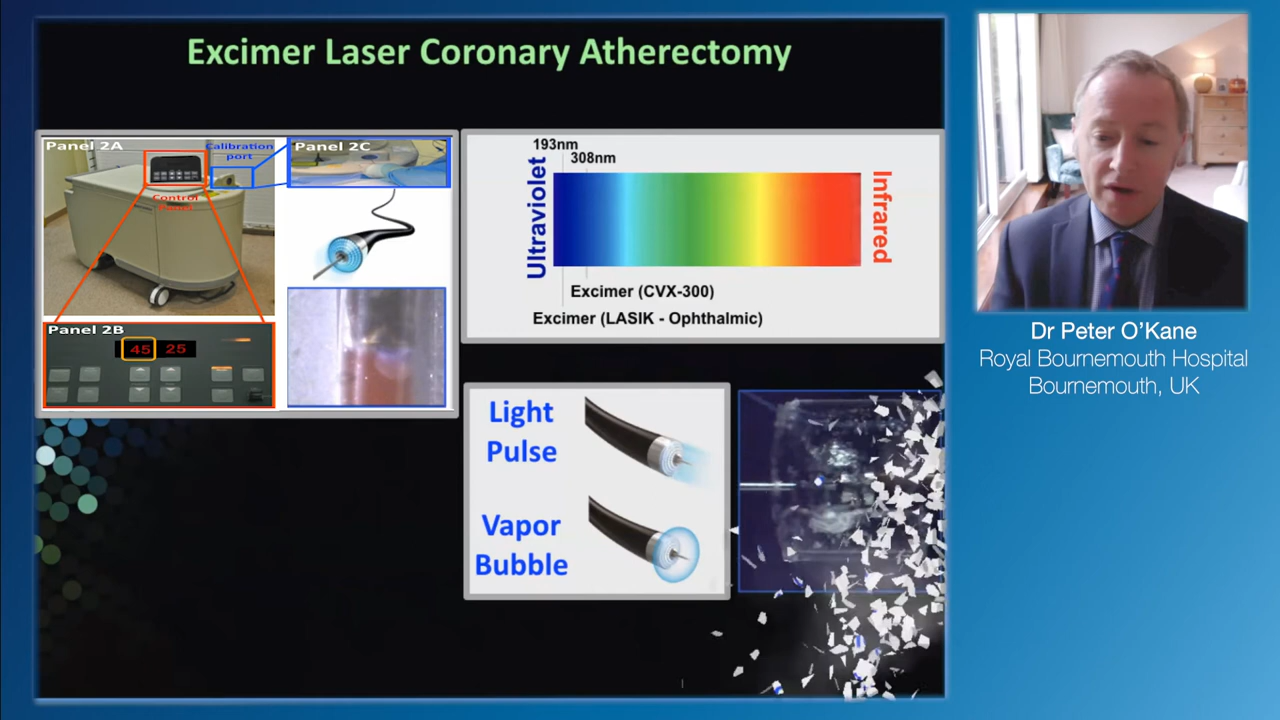 Excimer Laser Coronary Atherectomy
Panel 2A
Calibration
port
Control
Panel 2C
Panel 2B
45 25
193nm
308nm
Ultraviolet
Infrared
Excimer (CVX-300)
Excimer (LASIK - Ophthalmic)
Light
Pulse
Vapor
Bubble
Dr Peter O'Kane
Royal Bournemouth Hospital
Bournemouth, UK